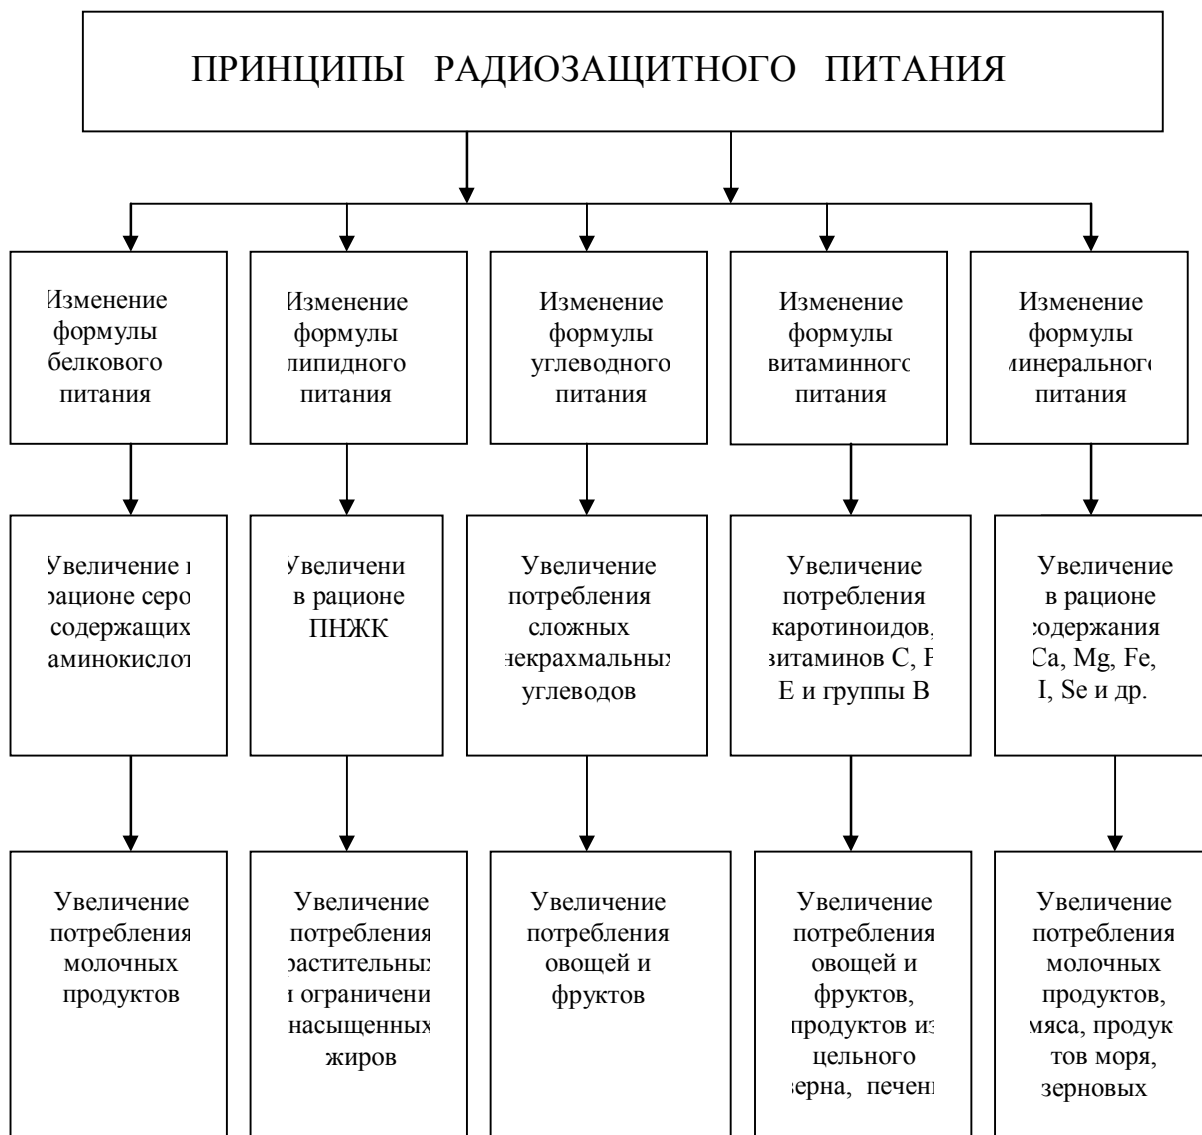 ПРИНЦИПЫ РАДИОЗАЩИТНОГО ПИТАНИЯ
Изменение
формулы
белкового
питания
Изменение
формулы
липидного
питания
Изменение
формулы
углеводного
питания
Изменение
формулы
витаминного
питания
Изменение
формулы
минерального
питания
Увеличение в
рационе серо
содержащих
аминокислот
Увеличени
в рационе
ПНЖК
Увеличение
потребления
сложных
некрахмальных
углеводов
Увеличение
потребления
каротиноидов,
витаминов С,
Е и группы В
Увеличение
в рационе
содержания
Ca, Mg, Fe,
I, Se и др.
Увеличение
потребления
молочных
продуктов
Увеличение
потребления
растительных
и ограничени
насыщенных
жиров
Увеличение
потребления
овощей и
фруктов
Увеличение
потребления
овощей и
фруктов,
продуктов из
цельного
зерна, печени
Увеличение
потребления
молочных
продуктов,
мяса, продук
тов моря,
зерновых